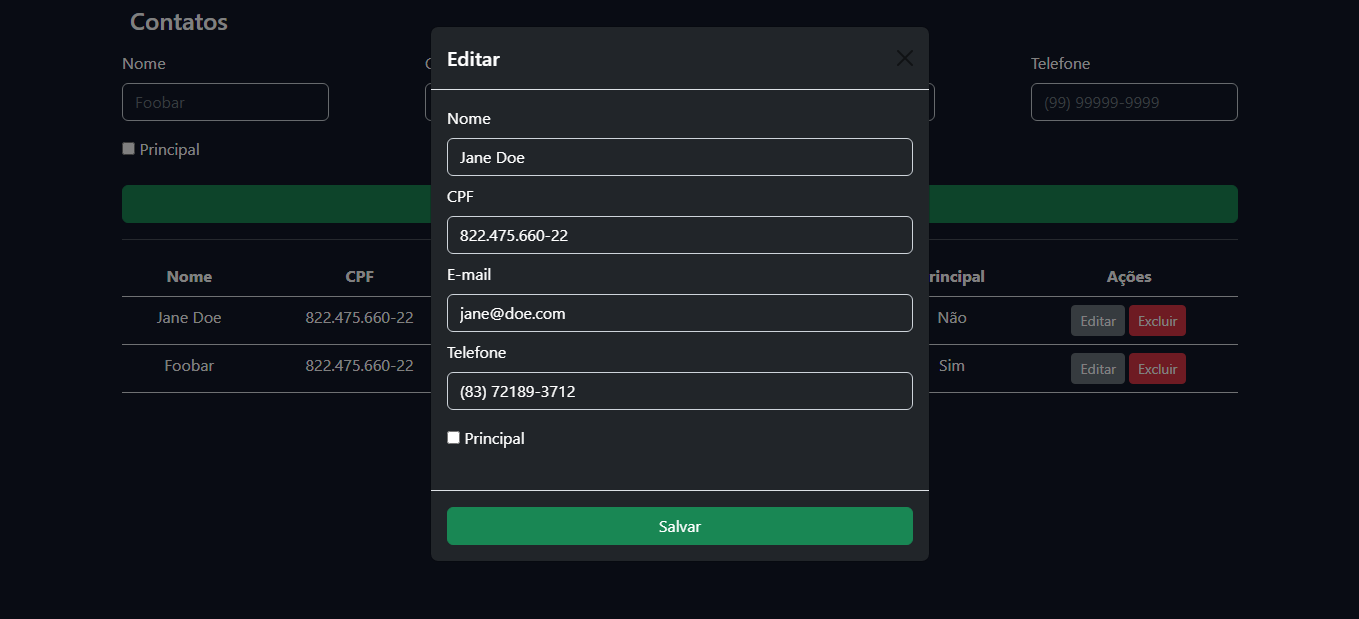 Contatos
Nome
Telefone
Foobar
(99) 99999-9999
Principal
Nome CPF Ações
Jane Doe 822.475.660-22 Não Editar Excluir
Foobar 822.475.660-22 Sim Editar Excluir
Editar
Nome
Jane Doe
CPF
822.475.660-22
E-mail
jane@doe.com
Telefone
(83) 72189-3712
Principal
Salvar